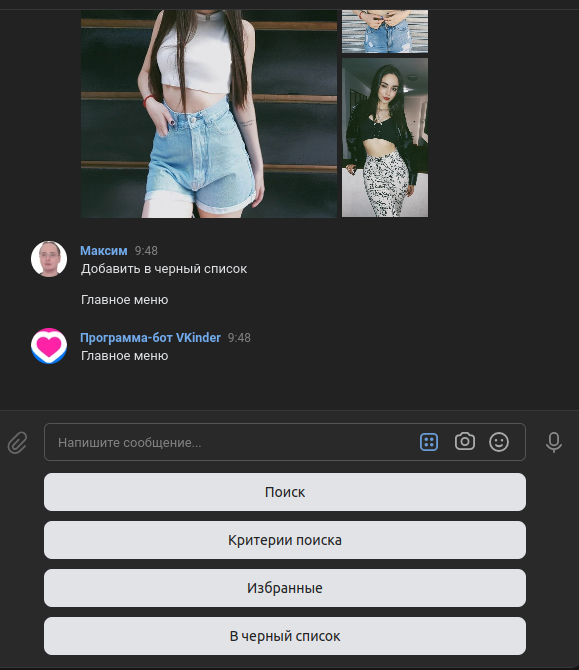 Максим 9:48
Добавить в черный список
Главное меню
Программа-бот VKinder 9:48
Главное меню
Напишите сообщение...
Поиск
Критерии поиска
Избранные
В черный список